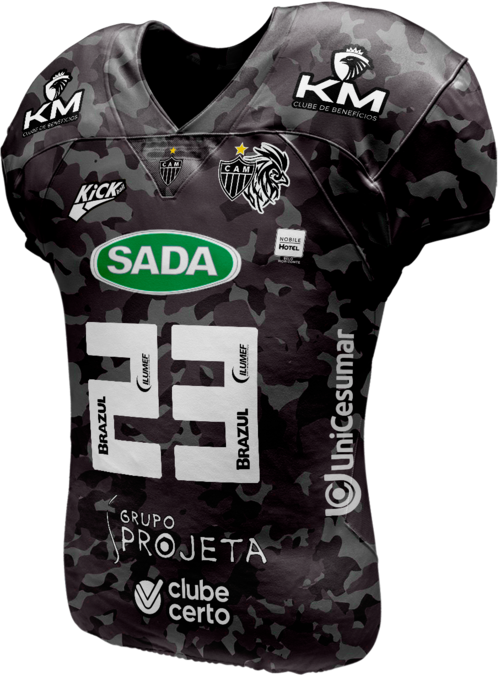 KM
CLUBE DE BENEFÍCIOS
KM
CLUBE DE BENEFÍCIOS
CAM
CAM
KICK
NOBILE
HOTEL
SADA
23
ILUMEF
ILUMEF
BRAZUL
BRAZUL
UniCesumar
GRUPO
PROJETA
clube
certo